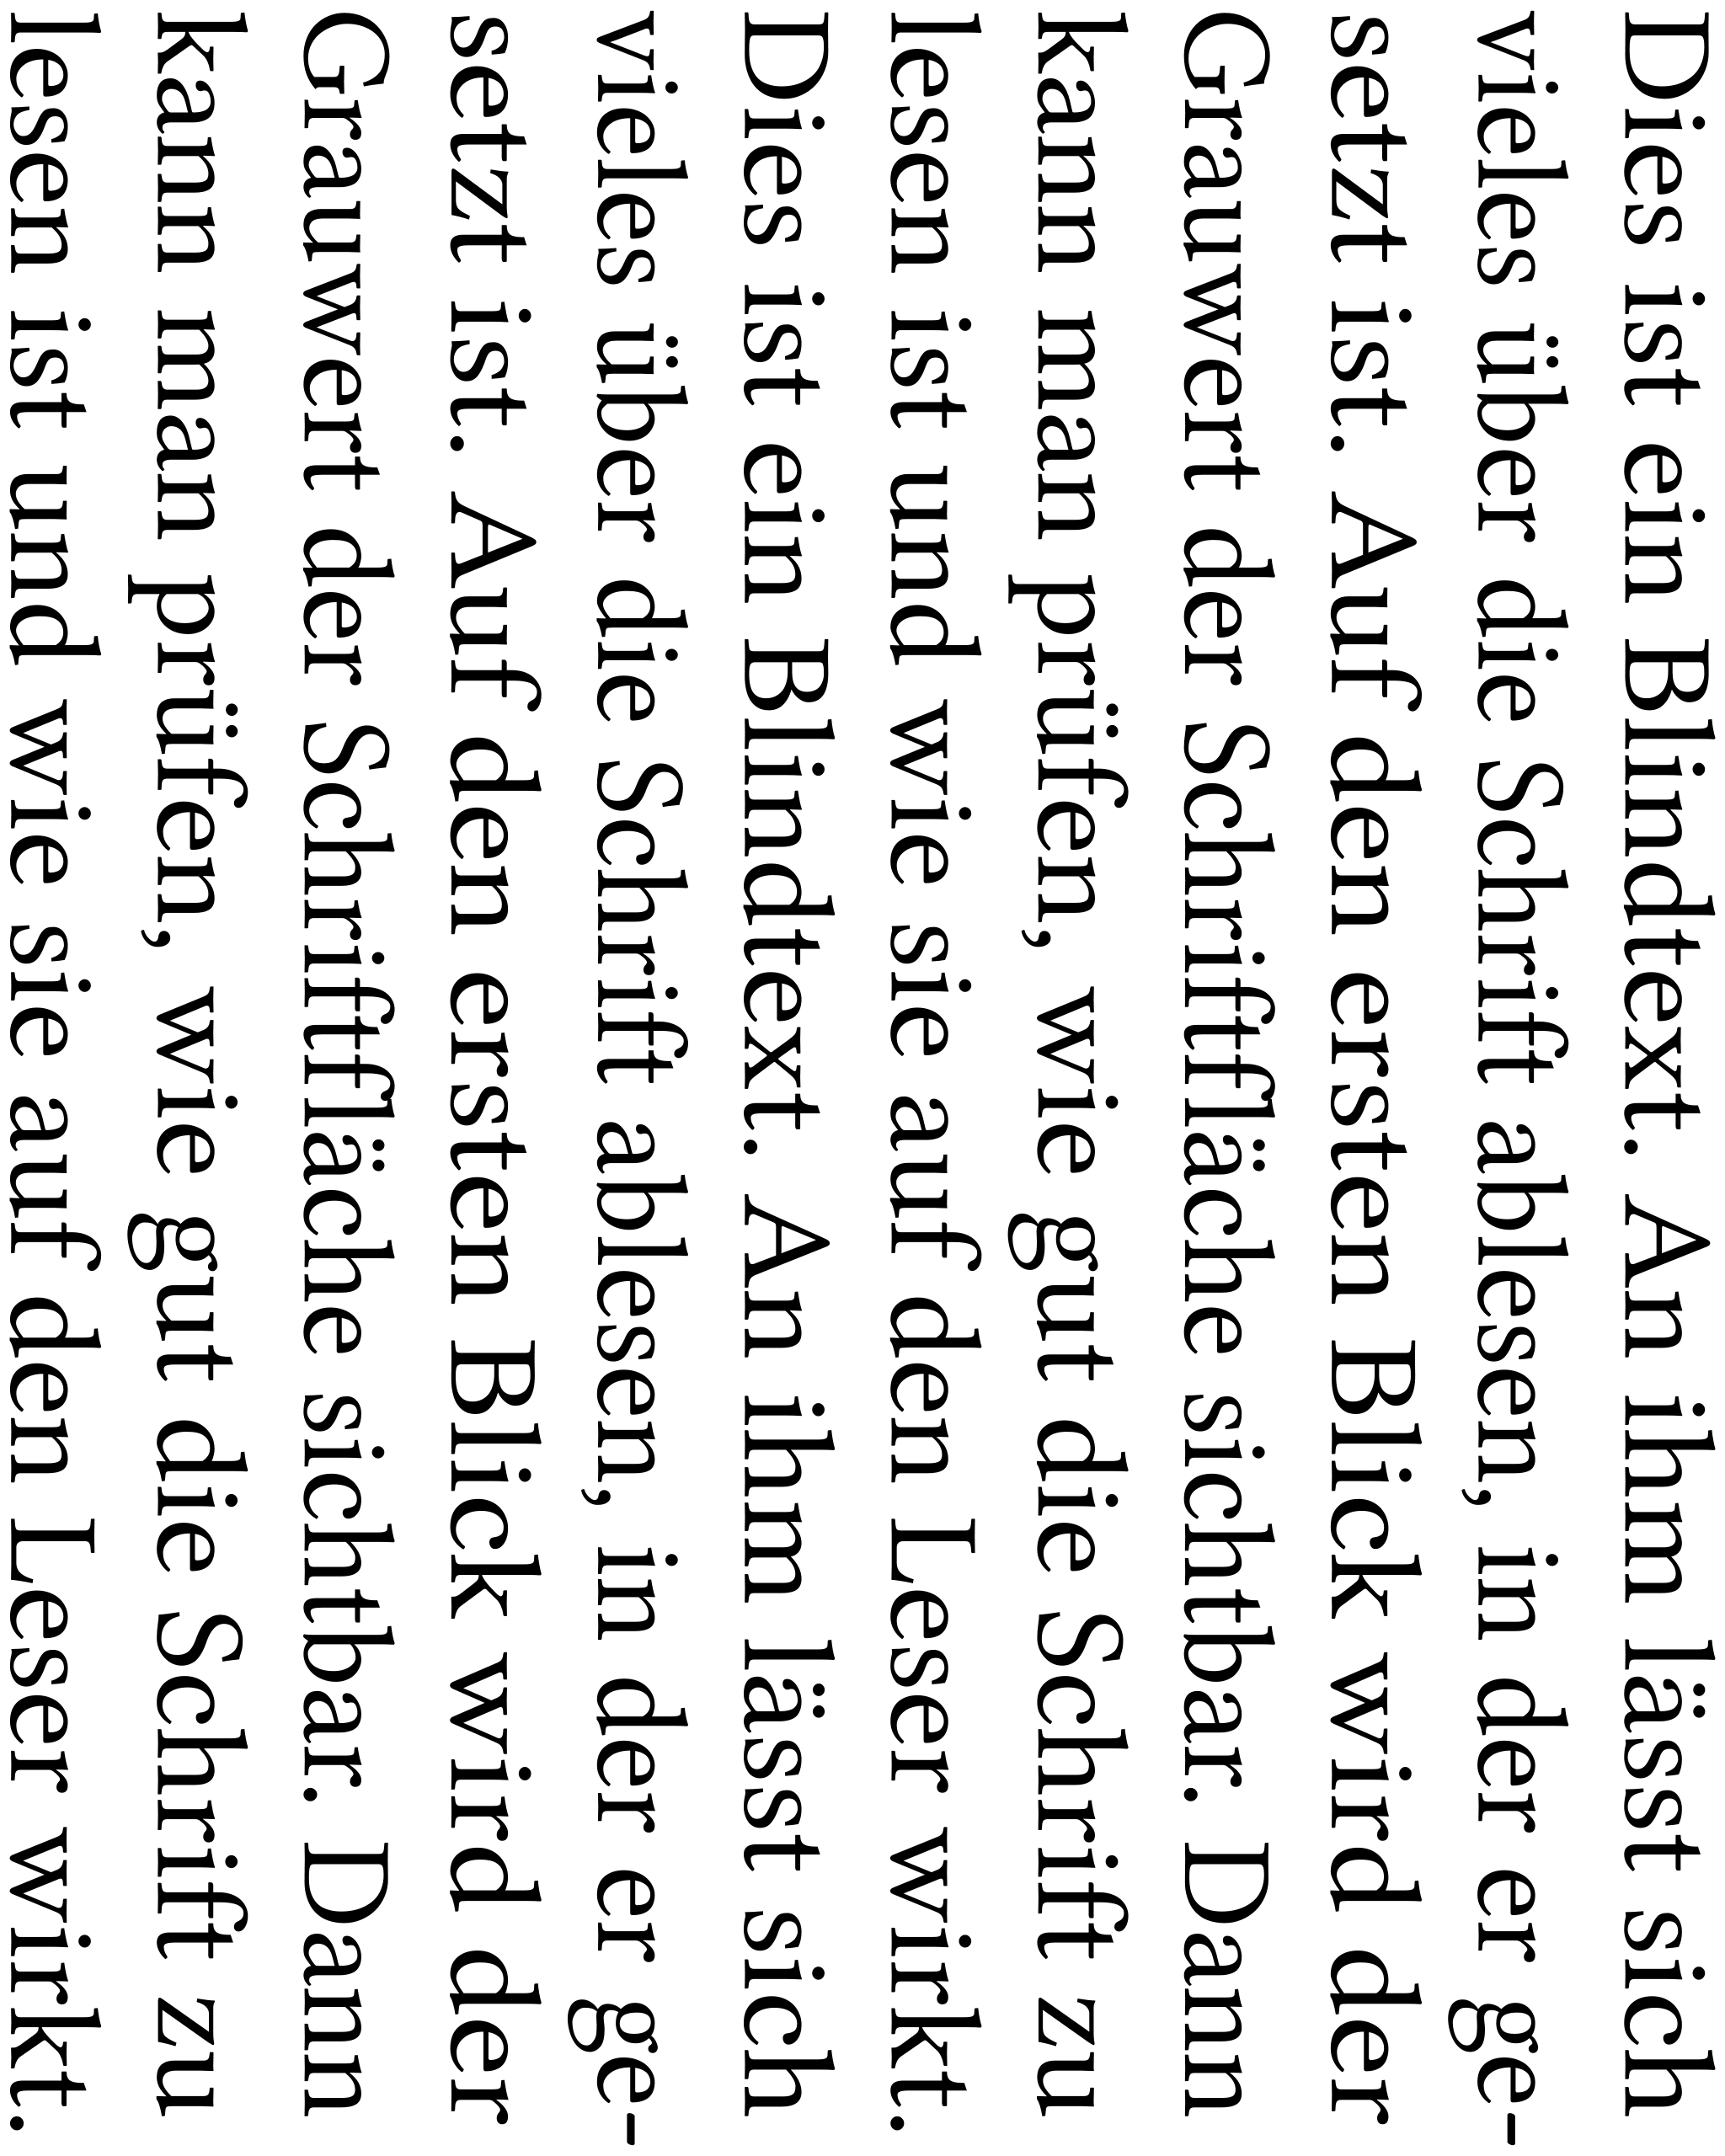 Dies ist ein Blindtext. An ihm lässt sich
vieles über die Schrift ablesen, in der er ge-
setzt ist. Auf den ersten Blick wird der
Grauwert der Schriftfläche sichtbar. Dann
kann man prüfen, wie gut die Schrift zu
lesen ist und wie sie auf den Leser wirkt.
Dies ist ein Blindtext. An ihm lässt sich
vieles über die Schrift ablesen, in der er ge-
setzt ist. Auf den ersten Blick wird der
Grauwert der Schriftfläche sichtbar. Dann
kann man prüfen, wie gut die Schrift zu
lesen ist und wie sie auf den Leser wirkt.